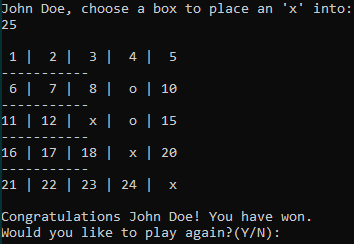 John Doe, choose a box to place an 'x' into:
25
1 | 2 | 3 | 4 | 5
------------
6 | 7 | 8 | o | 10
------------
11 | 12 | x | o | 15
------------
16 | 17 | 18 | x | 20
------------
21 | 22 | 23 | 24 | x
Congratulations John Doe! You have won.
Would you like to play again?(Y/N):